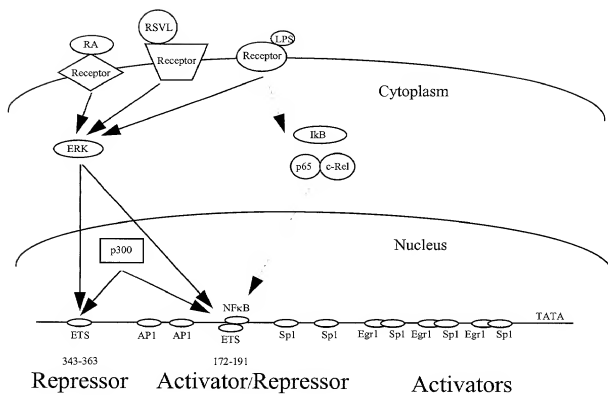 RSVL
LPS
RA
Receptor
Receptor
Receptor
Cytoplasm
IkB
ERK
p65 c-Rel
Nucleus
p300
NFκB
TATA
ETS AP1 AP1 ETS Sp1 Sp1 Egr1 Sp1 Egr1 Sp1 Egr1 Sp1
343-363 172-191
Repressor Activator/Repressor Activators